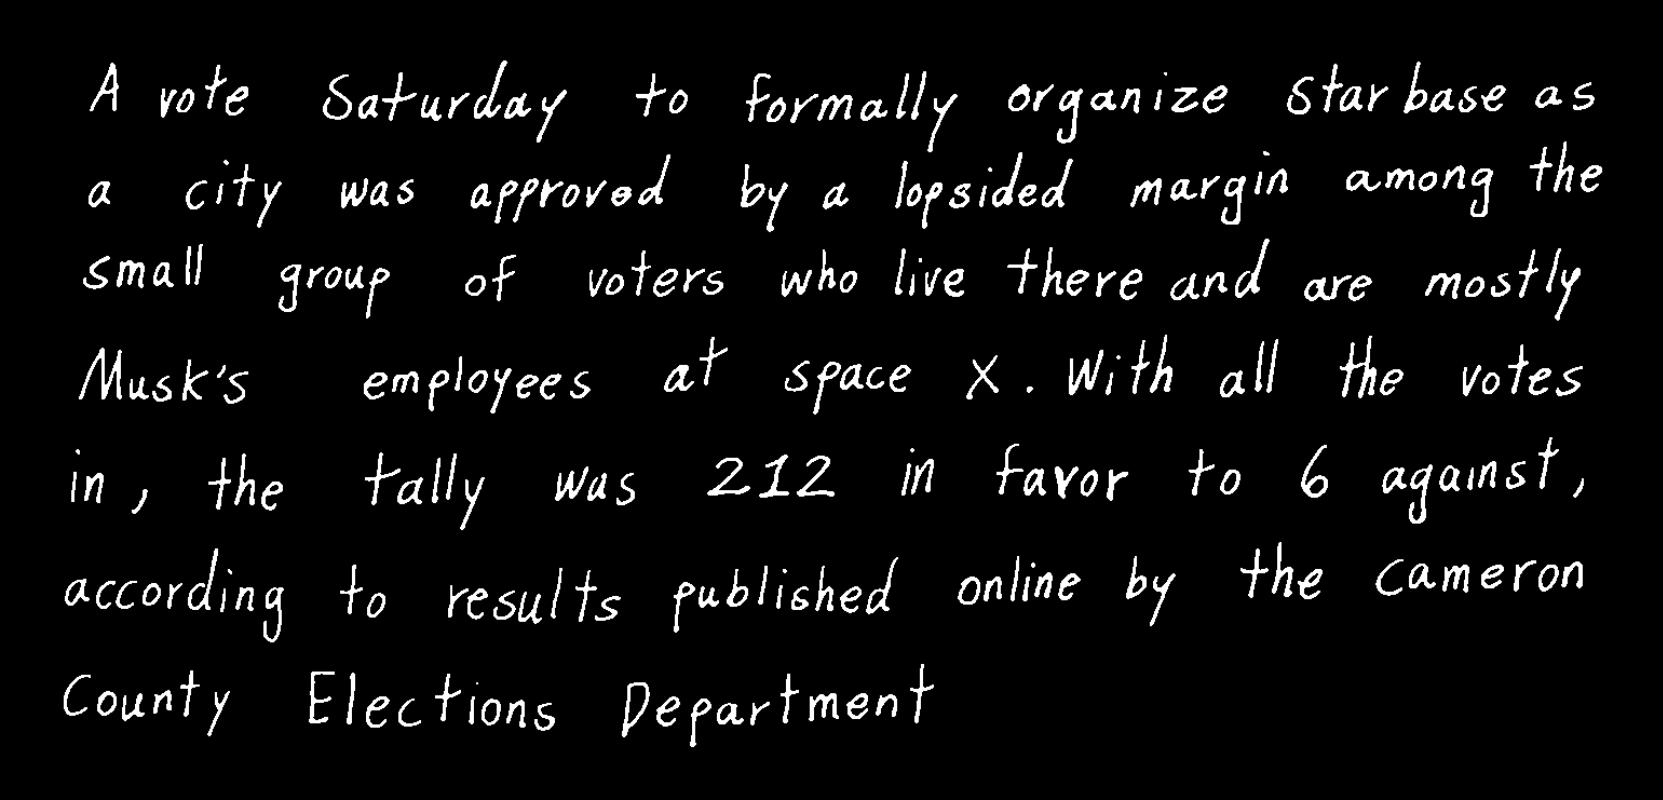 A vote Saturday to formally organize Starbase as
a city was approved by a lopsided margin among the
small group of voters who live there and are mostly
Musk's employees at space X. With all the votes
in, the tally was 212 in favor to 6 against,
according to results published online by the Cameron
County Elections Department